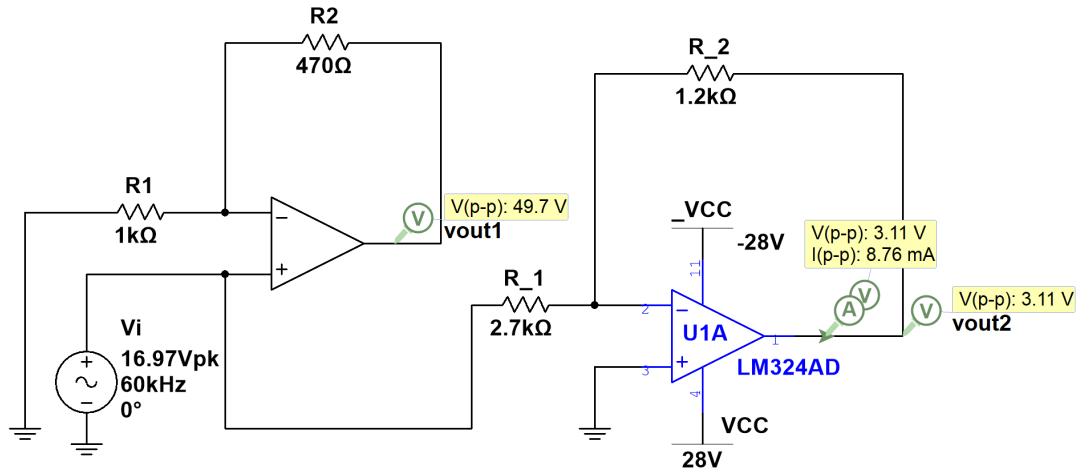 R2
470Ω
R_2
1.2kΩ
R1
1kΩ
−
+
V
V(p-p): 49.7 V
vout1
_VCC
-28V
11
V(p-p): 3.11 V
I(p-p): 8.76 mA
V
A
V
V(p-p): 3.11 V
vout2
R_1
2.7kΩ
2
−
U1A
1
3
+
LM324AD
4
Vi
16.97Vpk
60kHz
0°
+
−
VCC
28V